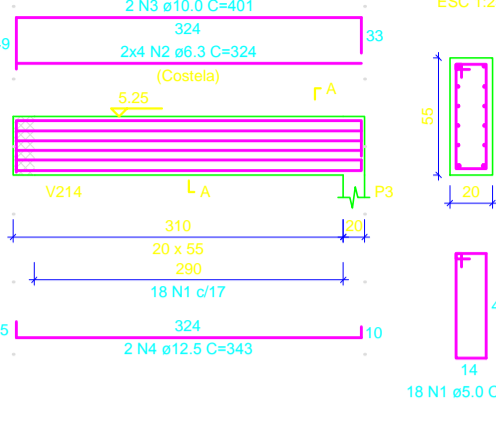 2 N3 ø10.0 C=401
324
33
2x4 N2 ø6.3 C=324
(Costela)
A
5.25
V214
A
P3
310
20
20 x 55
290
18 N1 c/17
324
10
2 N4 ø12.5 C=343
55
20
14
18 N1 ø5.0 C